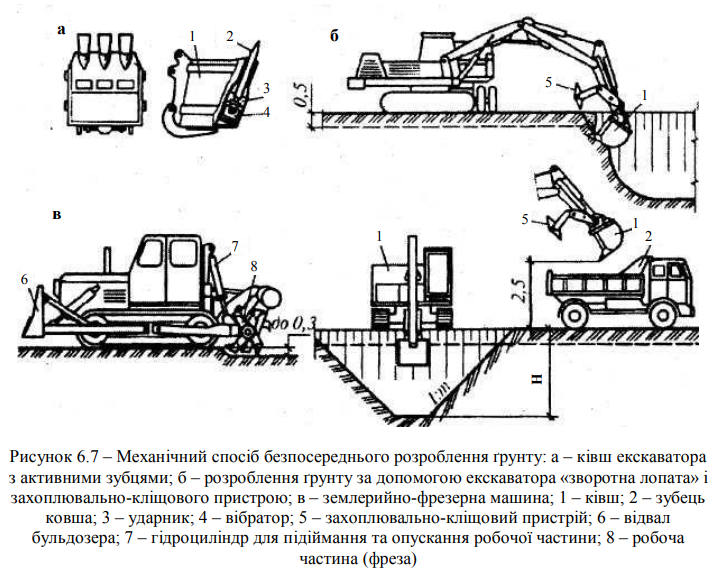 а
1
2
3
4
б
5
1
0,5
в
6
7
8
до 0,3
1
5
1
2
2,5
1:m
H
Рисунок 6.7 – Механічний спосіб безпосереднього розроблення ґрунту: а – ківш екскаватора
з активними зубцями; б – розроблення ґрунту за допомогою екскаватора «зворотна лопата» і
захоплювально-кліщового пристрою; в – землерийно-фрезерна машина; 1 – ківш; 2 – зубець
ковша; 3 – ударник; 4 – вібратор; 5 – захоплювально-кліщовий пристрій; 6 – відвал
бульдозера; 7 – гідроциліндр для підіймання та опускання робочої частини; 8 – робоча
частина (фреза)